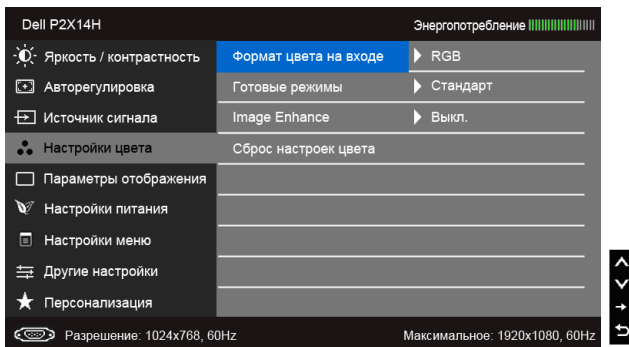 Dell P2X14H Энергопотребление
Яркость / контрастность Формат цвета на входе RGB
Авторегулировка Готовые режимы Стандарт
Источник сигнала Image Enhance Выкл.
Настройки цвета Сброс настроек цвета
Параметры отображения
Настройки питания
Настройки меню
Другие настройки
Персонализация
Разрешение: 1024x768, 60Hz Максимальное: 1920x1080, 60Hz